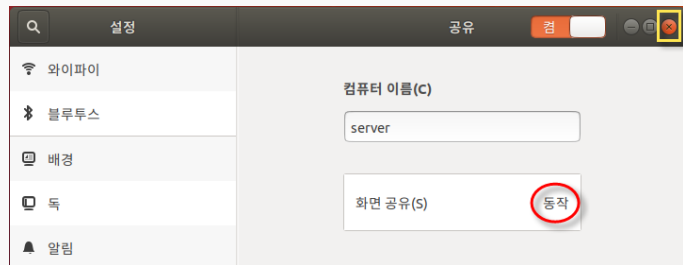 설정
공유
켬
와이파이
블루투스
배경
독
알림
컴퓨터 이름(C)
server
화면 공유(S)
동작